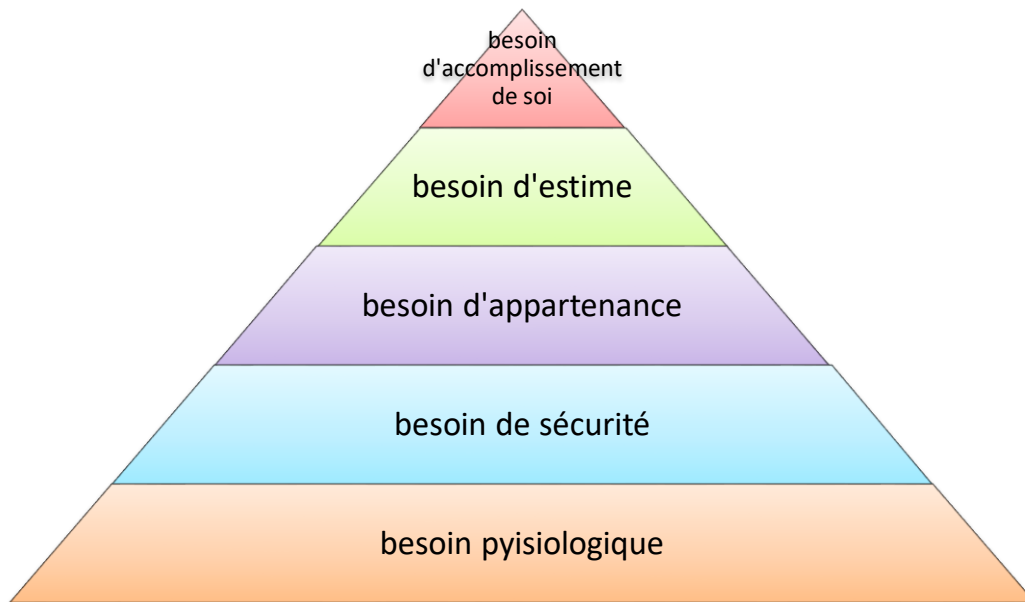 besoin
d'accomplissement
de soi
besoin d'estime
besoin d'appartenance
besoin de sécurité
besoin pyisiologique